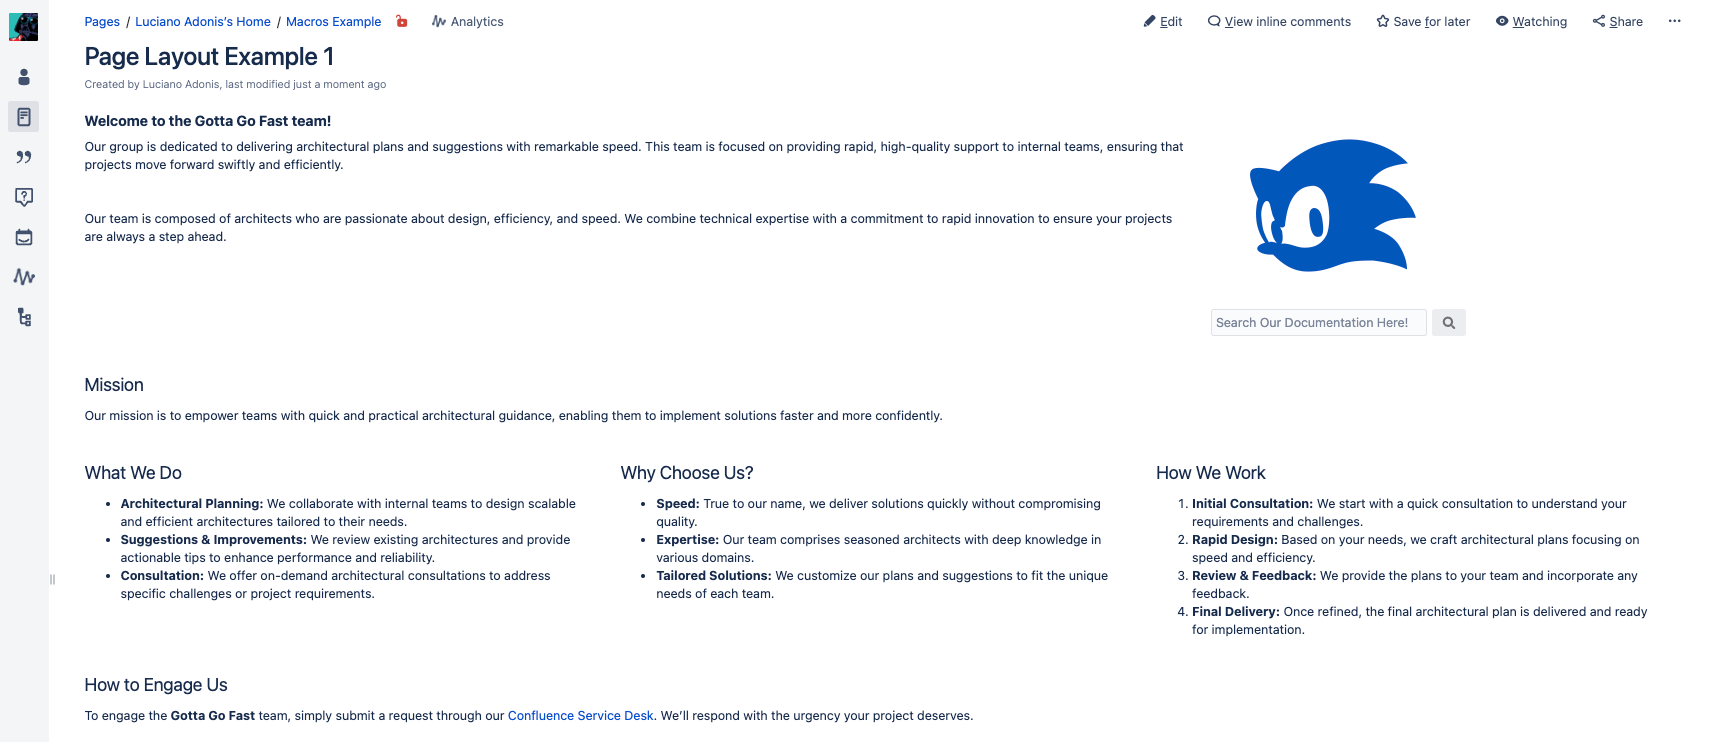 Pages / Luciano Adonis's Home / Macros Example Analytics
Edit View inline comments Save for later Watching Share
Page Layout Example 1
Created by Luciano Adonis, last modified just a moment ago
Welcome to the Gotta Go Fast team!
Our group is dedicated to delivering architectural plans and suggestions with remarkable speed. This team is focused on providing rapid, high-quality support to internal teams, ensuring that
projects move forward swiftly and efficiently.
Our team is composed of architects who are passionate about design, efficiency, and speed. We combine technical expertise with a commitment to rapid innovation to ensure your projects
are always a step ahead.
Search Our Documentation Here!
Mission
Our mission is to empower teams with quick and practical architectural guidance, enabling them to implement solutions faster and more confidently.
What We Do
• Architectural Planning: We collaborate with internal teams to design scalable
and efficient architectures tailored to their needs.
• Suggestions & Improvements: We review existing architectures and provide
actionable tips to enhance performance and reliability.
• Consultation: We offer on-demand architectural consultations to address
specific challenges or project requirements.
Why Choose Us?
• Speed: True to our name, we deliver solutions quickly without compromising
quality.
• Expertise: Our team comprises seasoned architects with deep knowledge in
various domains.
• Tailored Solutions: We customize our plans and suggestions to fit the unique
needs of each team.
How We Work
1. Initial Consultation: We start with a quick consultation to understand your
requirements and challenges.
2. Rapid Design: Based on your needs, we craft architectural plans focusing on
speed and efficiency.
3. Review & Feedback: We provide the plans to your team and incorporate any
feedback.
4. Final Delivery: Once refined, the final architectural plan is delivered and ready
for implementation.
How to Engage Us
To engage the Gotta Go Fast team, simply submit a request through our Confluence Service Desk. We'll respond with the urgency your project deserves.